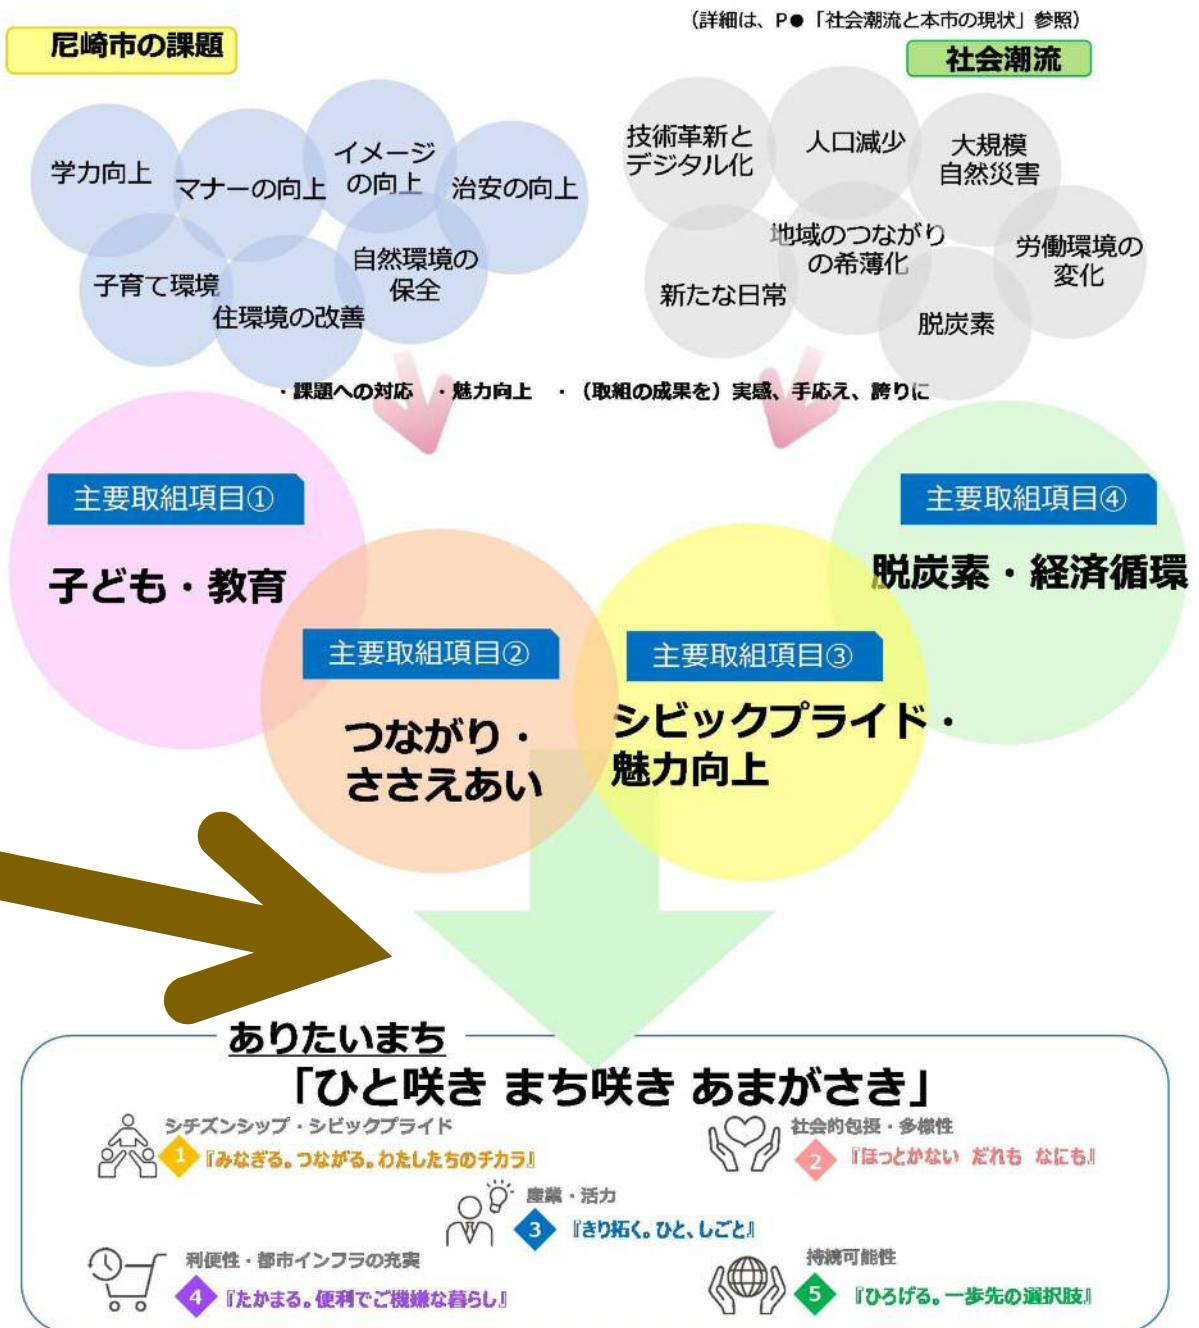 (詳細は、P●「社会潮流と本市の現状」参照)
尼崎市の課題
社会潮流
学力向上
マナーの向上
イメージ
の向上
治安の向上
子育て環境
住環境の改善
自然環境の
保全
技術革新と
デジタル化
人口減少
大規模
自然災害
新たな日常
地域のつながり
の希薄化
労働環境の
変化
脱炭素
・課題への対応 ・魅力向上 ・(取組の成果を)実感、手応え、誇りに
主要取組項目①
子ども・教育
主要取組項目②
つながり・
ささえあい
主要取組項目③
シビックプライド・
魅力向上
主要取組項目④
脱炭素・経済循環
ありたいまち
「ひと咲き まち咲き あまがさき」
シチズンシップ・シビックプライド
1 『みなぎる。つながる。わたしたちのチカラ』
社会的包摂・多様性
2 『ほっとかない だれも なにも』
産業・活力
3 『きり拓く。ひと、しごと』
利便性・都市インフラの充実
4 『たかまる。便利でご機嫌な暮らし』
持続可能性
5 『ひろげる。一歩先の選択肢』